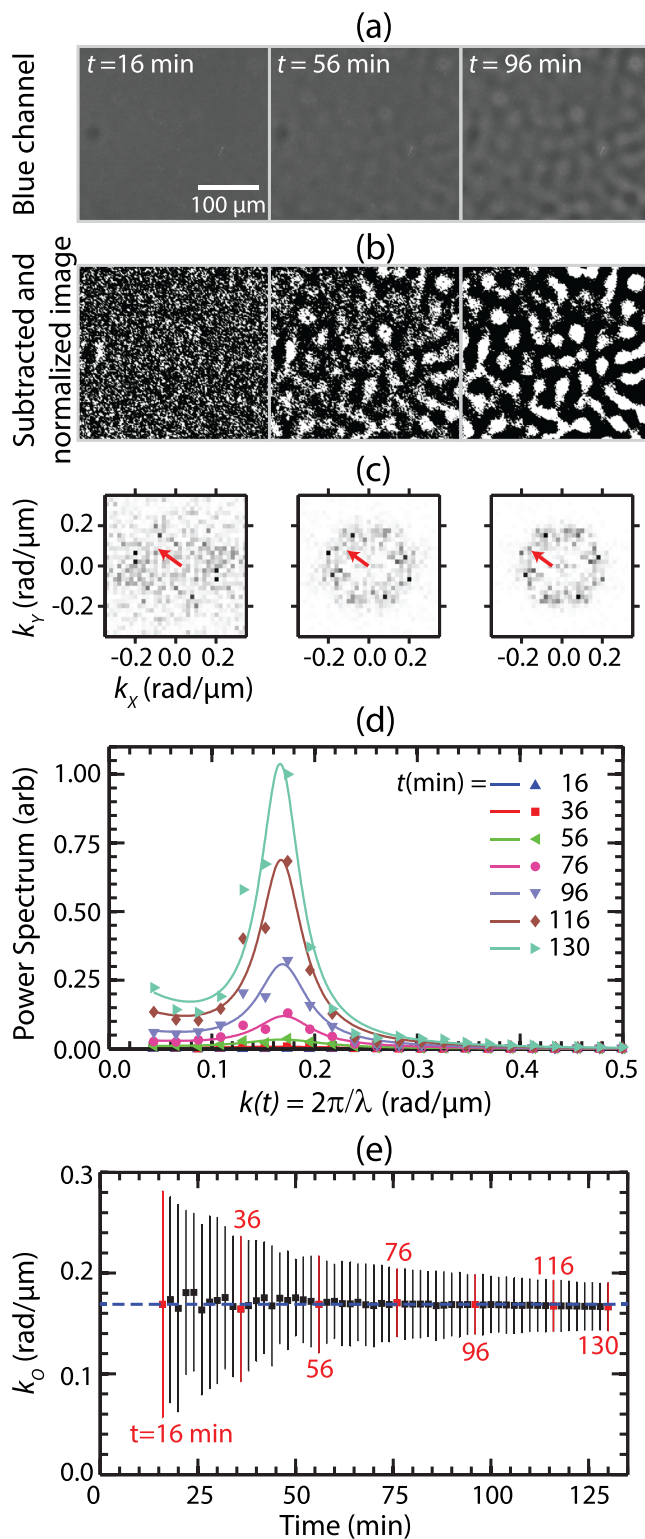 (a)
Blue channel
t =16 min
t = 56 min
t = 96 min
100 µm
(b)
Subtracted and
normalized image
(c)
k_Y (rad/µm)
0.2
0.0
-0.2
-0.2 0.0 0.2
-0.2 0.0 0.2
-0.2 0.0 0.2
k_X (rad/µm)
(d)
Power Spectrum (arb)
1.00
0.75
0.50
0.25
0.00
t(min) =
16
36
56
76
96
116
130
0.0 0.1 0.2 0.3 0.4 0.5
k(t) = 2π/λ (rad/µm)
(e)
k_O (rad/µm)
0.3
0.2
0.1
0.0
36
76
116
56
96
130
t=16 min
0 25 50 75 100 125
Time (min)